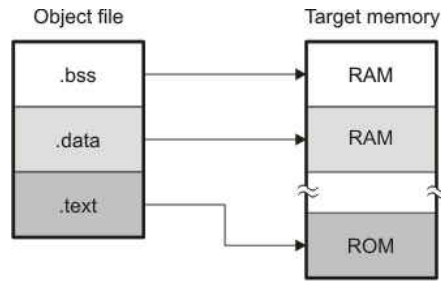 Object file
Target memory
.bss
RAM
.data
RAM
.text
ROM